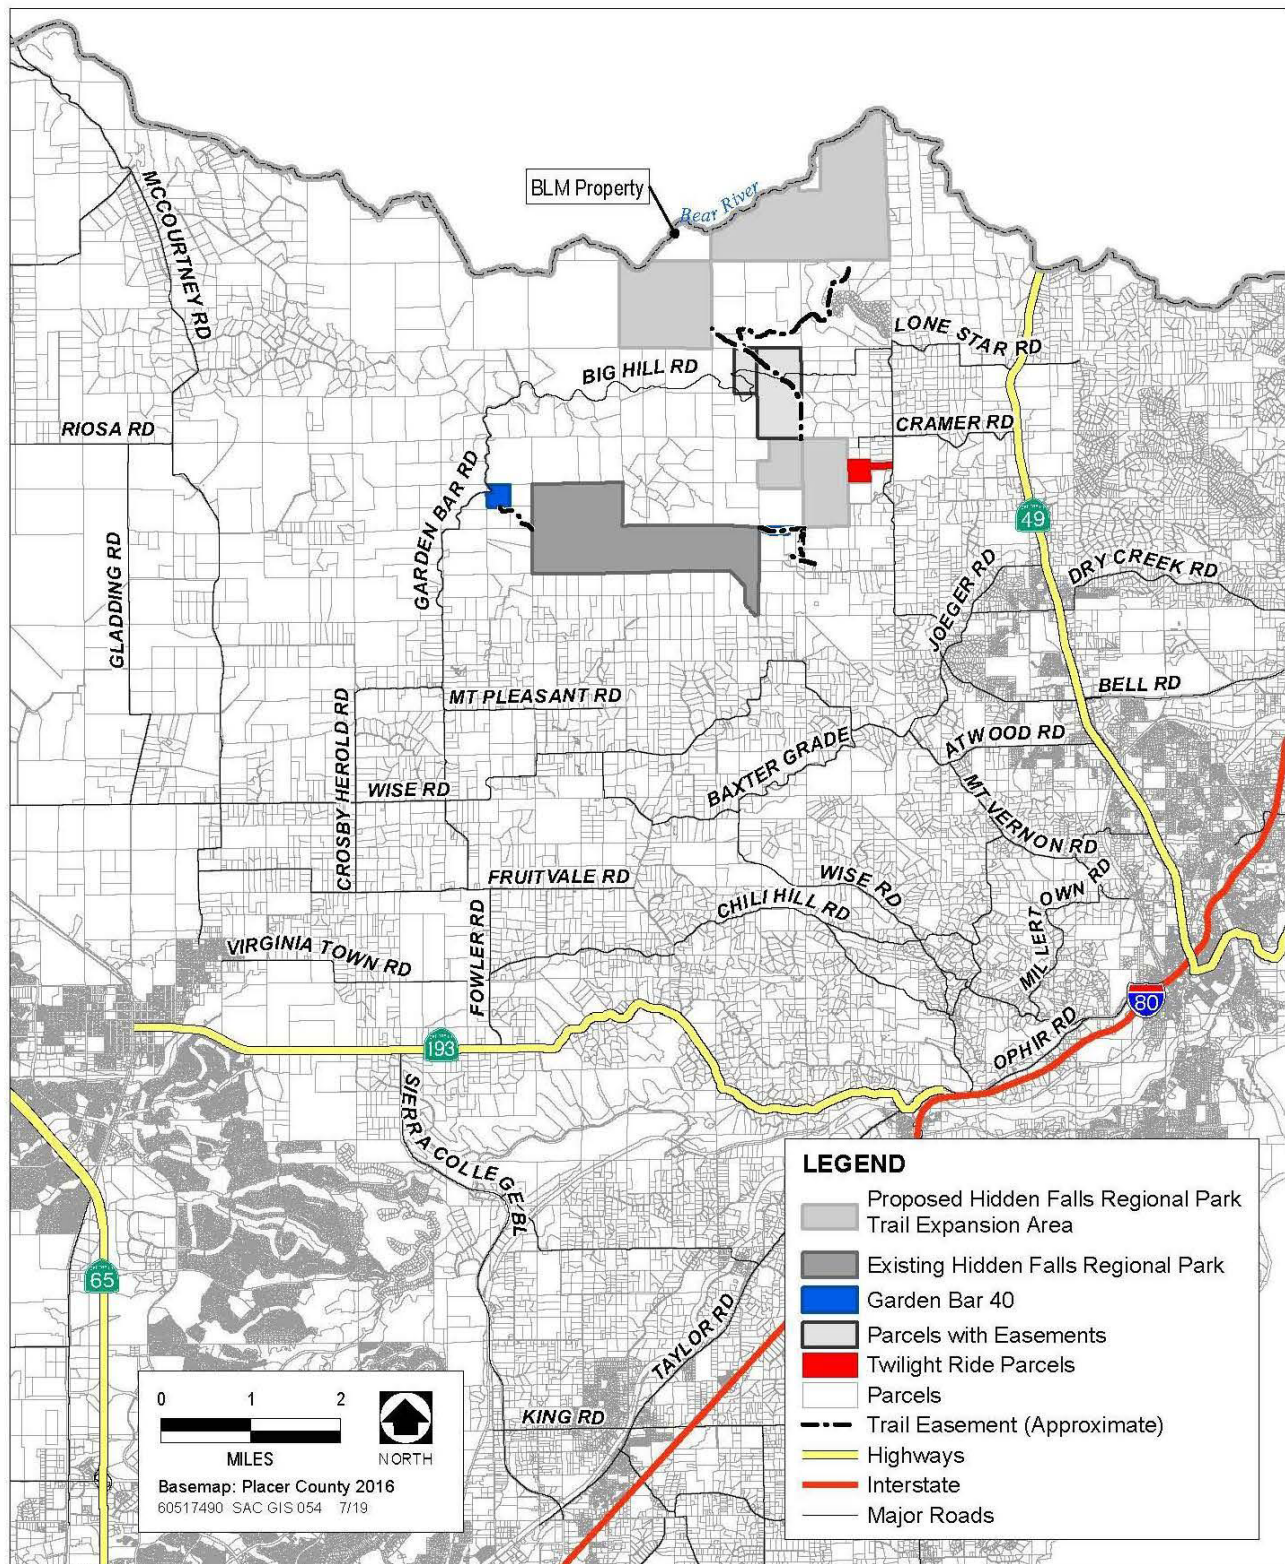 BLM Property
Bear River
MCCOURTNEY RD
LONE STAR RD
BIG HILL RD
RIOSA RD
CRAMER RD
GARDEN BAR RD
49
GLADDING RD
JOEGER RD
DRY CREEK RD
MT PLEASANT RD
BELL RD
CROSBY HEROLD RD
ATWOOD RD
BAXTER GRADE
WISE RD
MT VERNON RD
FRUITVALE RD
WISE RD
CHILI HILL RD
MILLERTOWN RD
FOWLER RD
VIRGINIA TOWN RD
80
OPHIR RD
193
SIERRA COLLEGE BL
65
TAYLOR RD
KING RD
LEGEND
Proposed Hidden Falls Regional Park
Trail Expansion Area
Existing Hidden Falls Regional Park
Garden Bar 40
Parcels with Easements
Twilight Ride Parcels
Parcels
Trail Easement (Approximate)
Highways
Interstate
Major Roads
0 1 2
MILES
NORTH
Basemap: Placer County 2016
60517490 SAC GIS 054 7/19